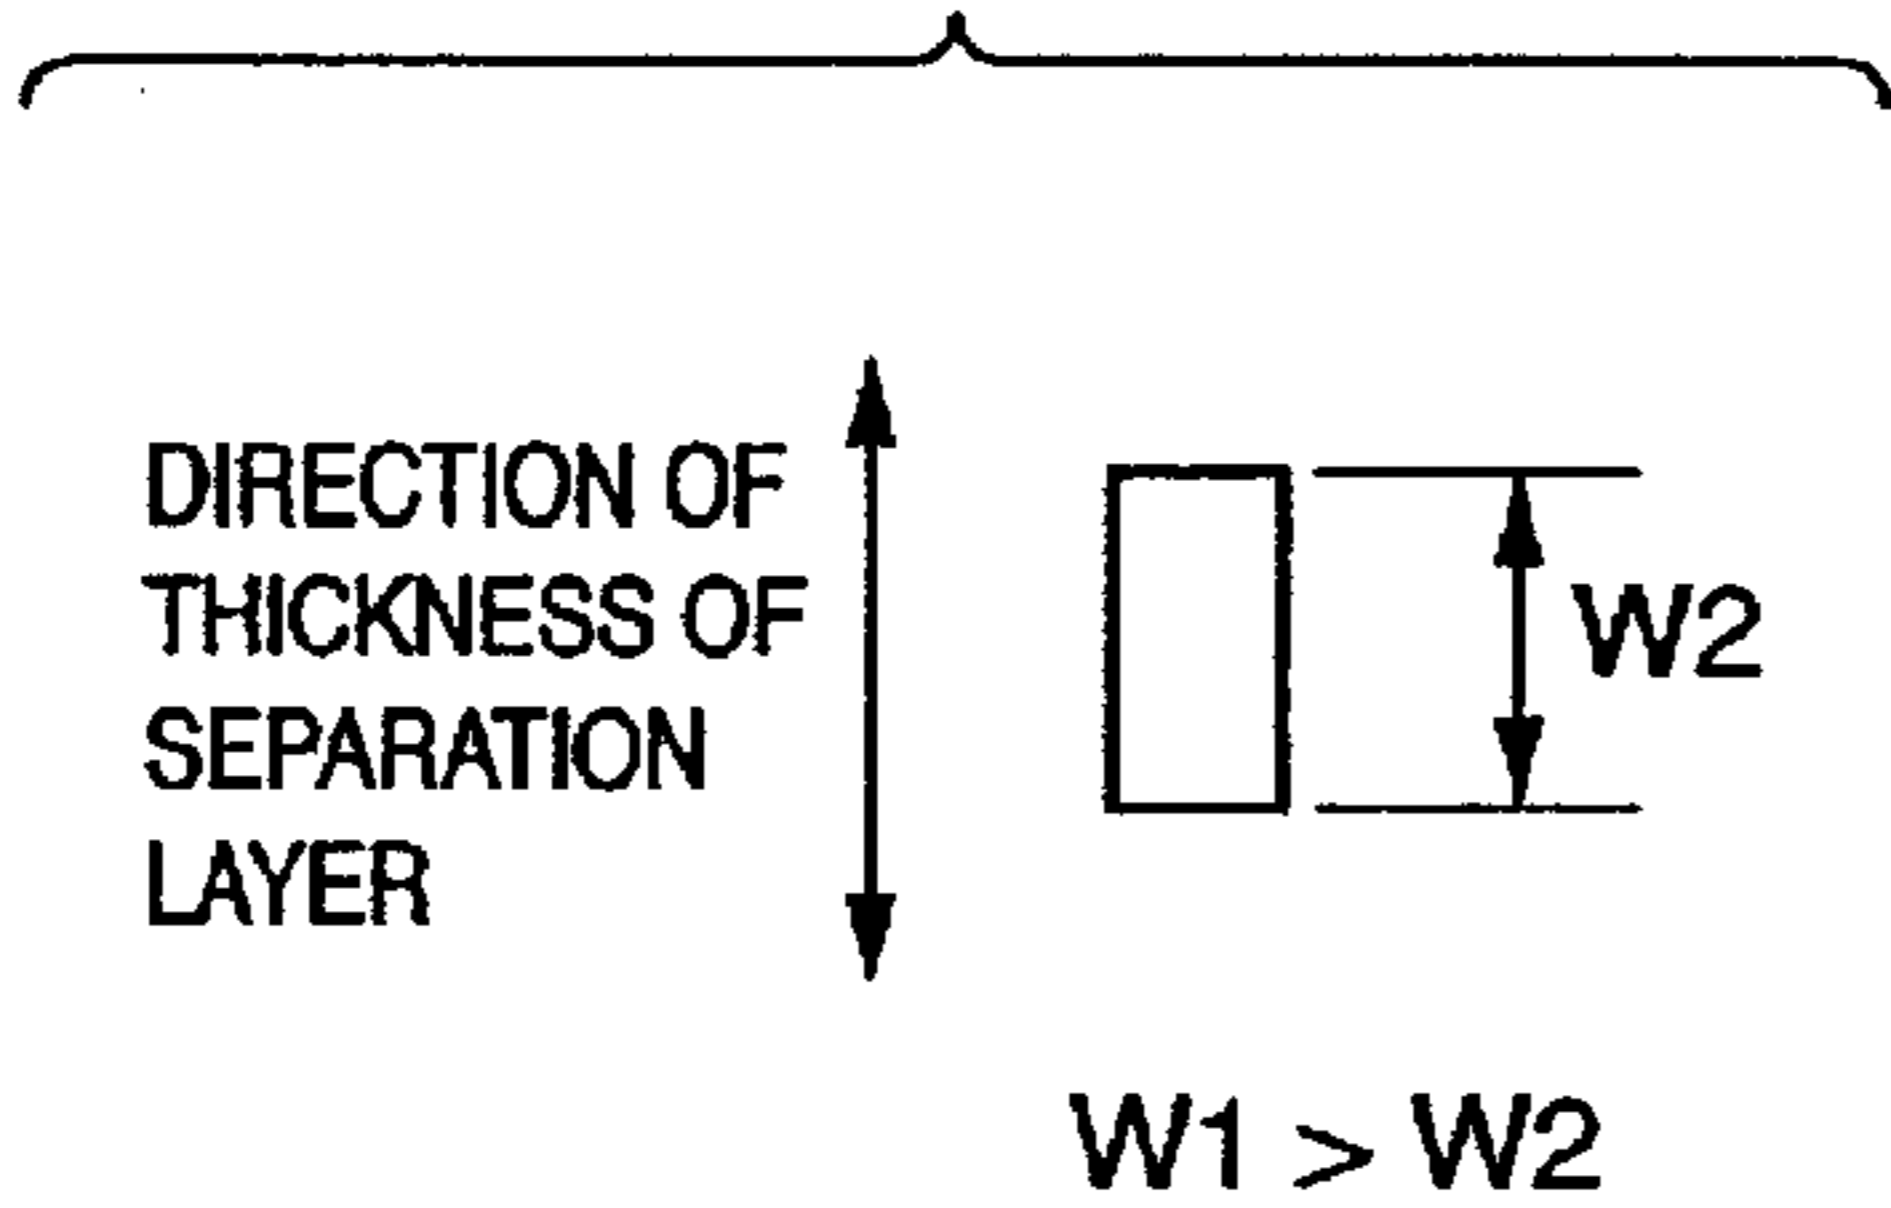 DIRECTION OF
THICKNESS OF
SEPARATION
LAYER
W2
W1 > W2